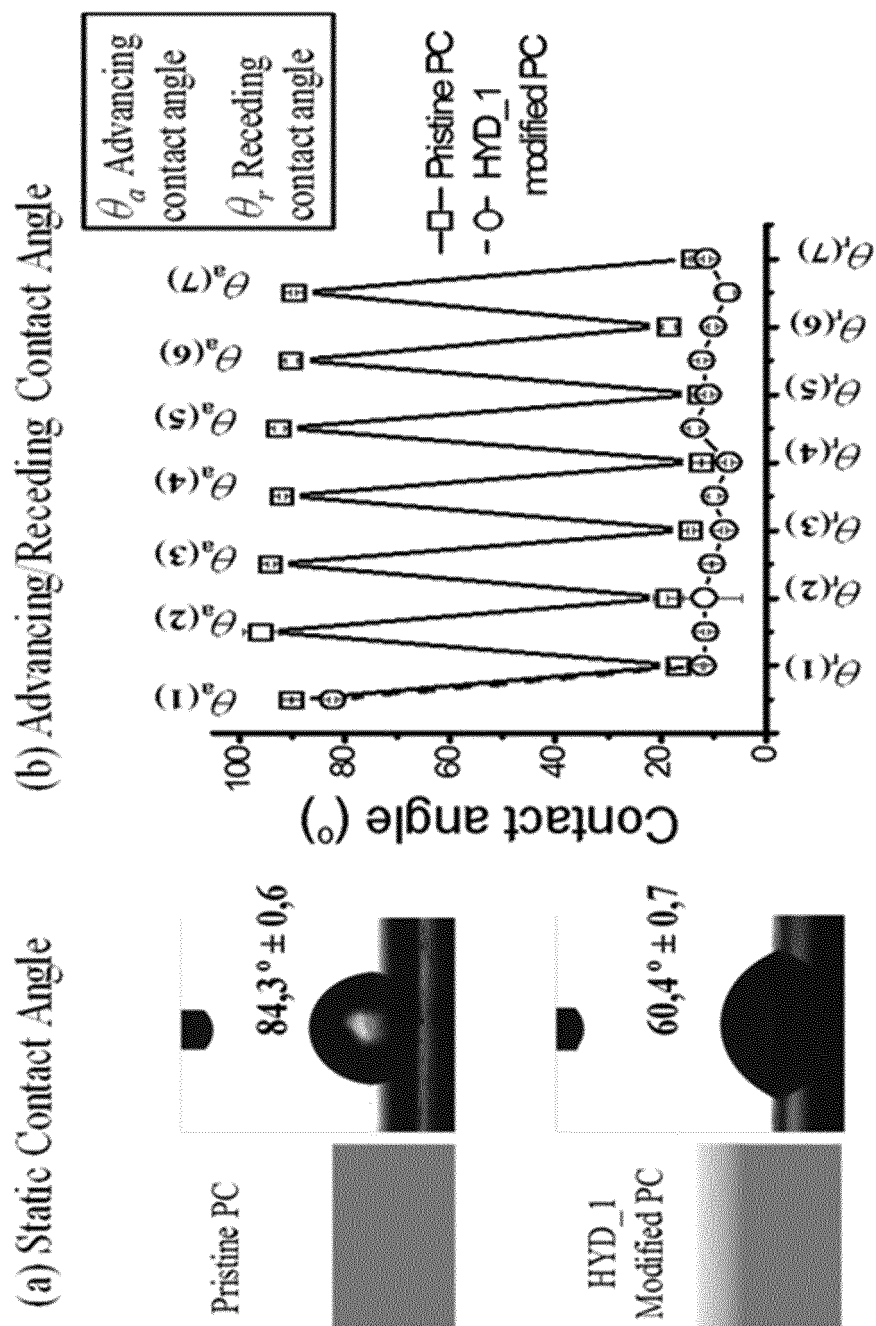 (a) Static Contact Angle
Pristine PC
84,3° ± 0,6
HYD_1
Modified PC
60,4° ± 0,7
(b) Advancing/Receding Contact Angle
Contact angle (°)
100
80
60
40
20
0
θa(1)
θa(2)
θa(3)
θa(4)
θa(5)
θa(6)
θa(7)
θr(1)
θr(2)
θr(3)
θr(4)
θr(5)
θr(6)
θr(7)
θa Advancing
contact angle
θr Receding
contact angle
Pristine PC
HYD_1
modified PC